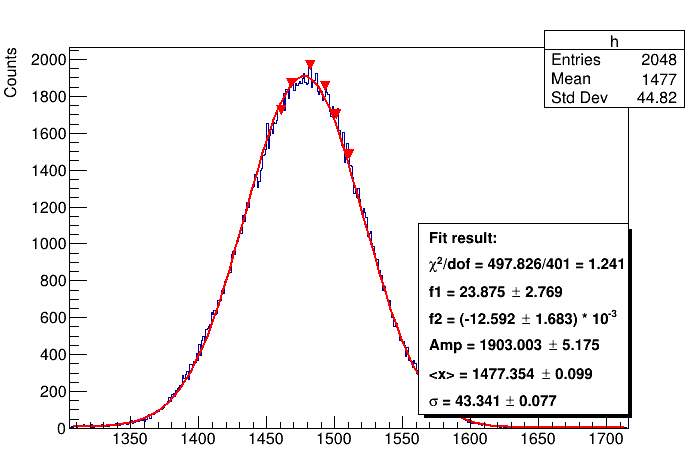 h
Entries 2048
Mean 1477
Std Dev 44.82
Counts
2000
1800
1600
1400
1200
1000
800
600
400
200
0
Fit result:
χ²/dof = 497.826/401 = 1.241
f1 = 23.875 ± 2.769
f2 = (-12.592 ± 1.683) * 10⁻³
Amp = 1903.003 ± 5.175
<x> = 1477.354 ± 0.099
σ = 43.341 ± 0.077
1350 1400 1450 1500 1550 1600 1650 1700